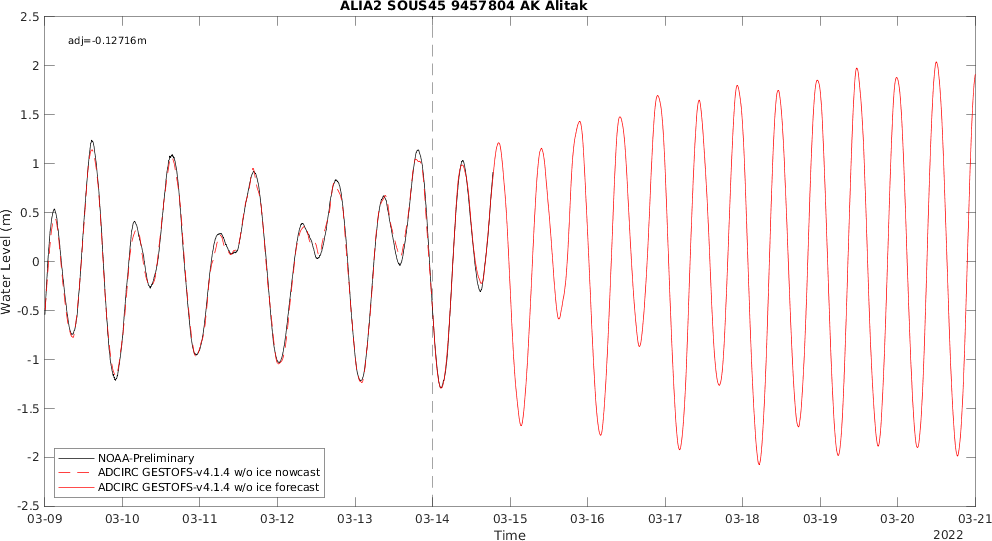 ALIA2 SOUS45 9457804 AK Alitak
adj=-0.12716m
2.5
2
1.5
1
0.5
0
-0.5
-1
-1.5
-2
-2.5
Water Level (m)
NOAA-Preliminary
ADCIRC GESTOFS-v4.1.4 w/o ice nowcast
ADCIRC GESTOFS-v4.1.4 w/o ice forecast
03-09 03-10 03-11 03-12 03-13 03-14 03-15 03-16 03-17 03-18 03-19 03-20 03-21
Time
2022